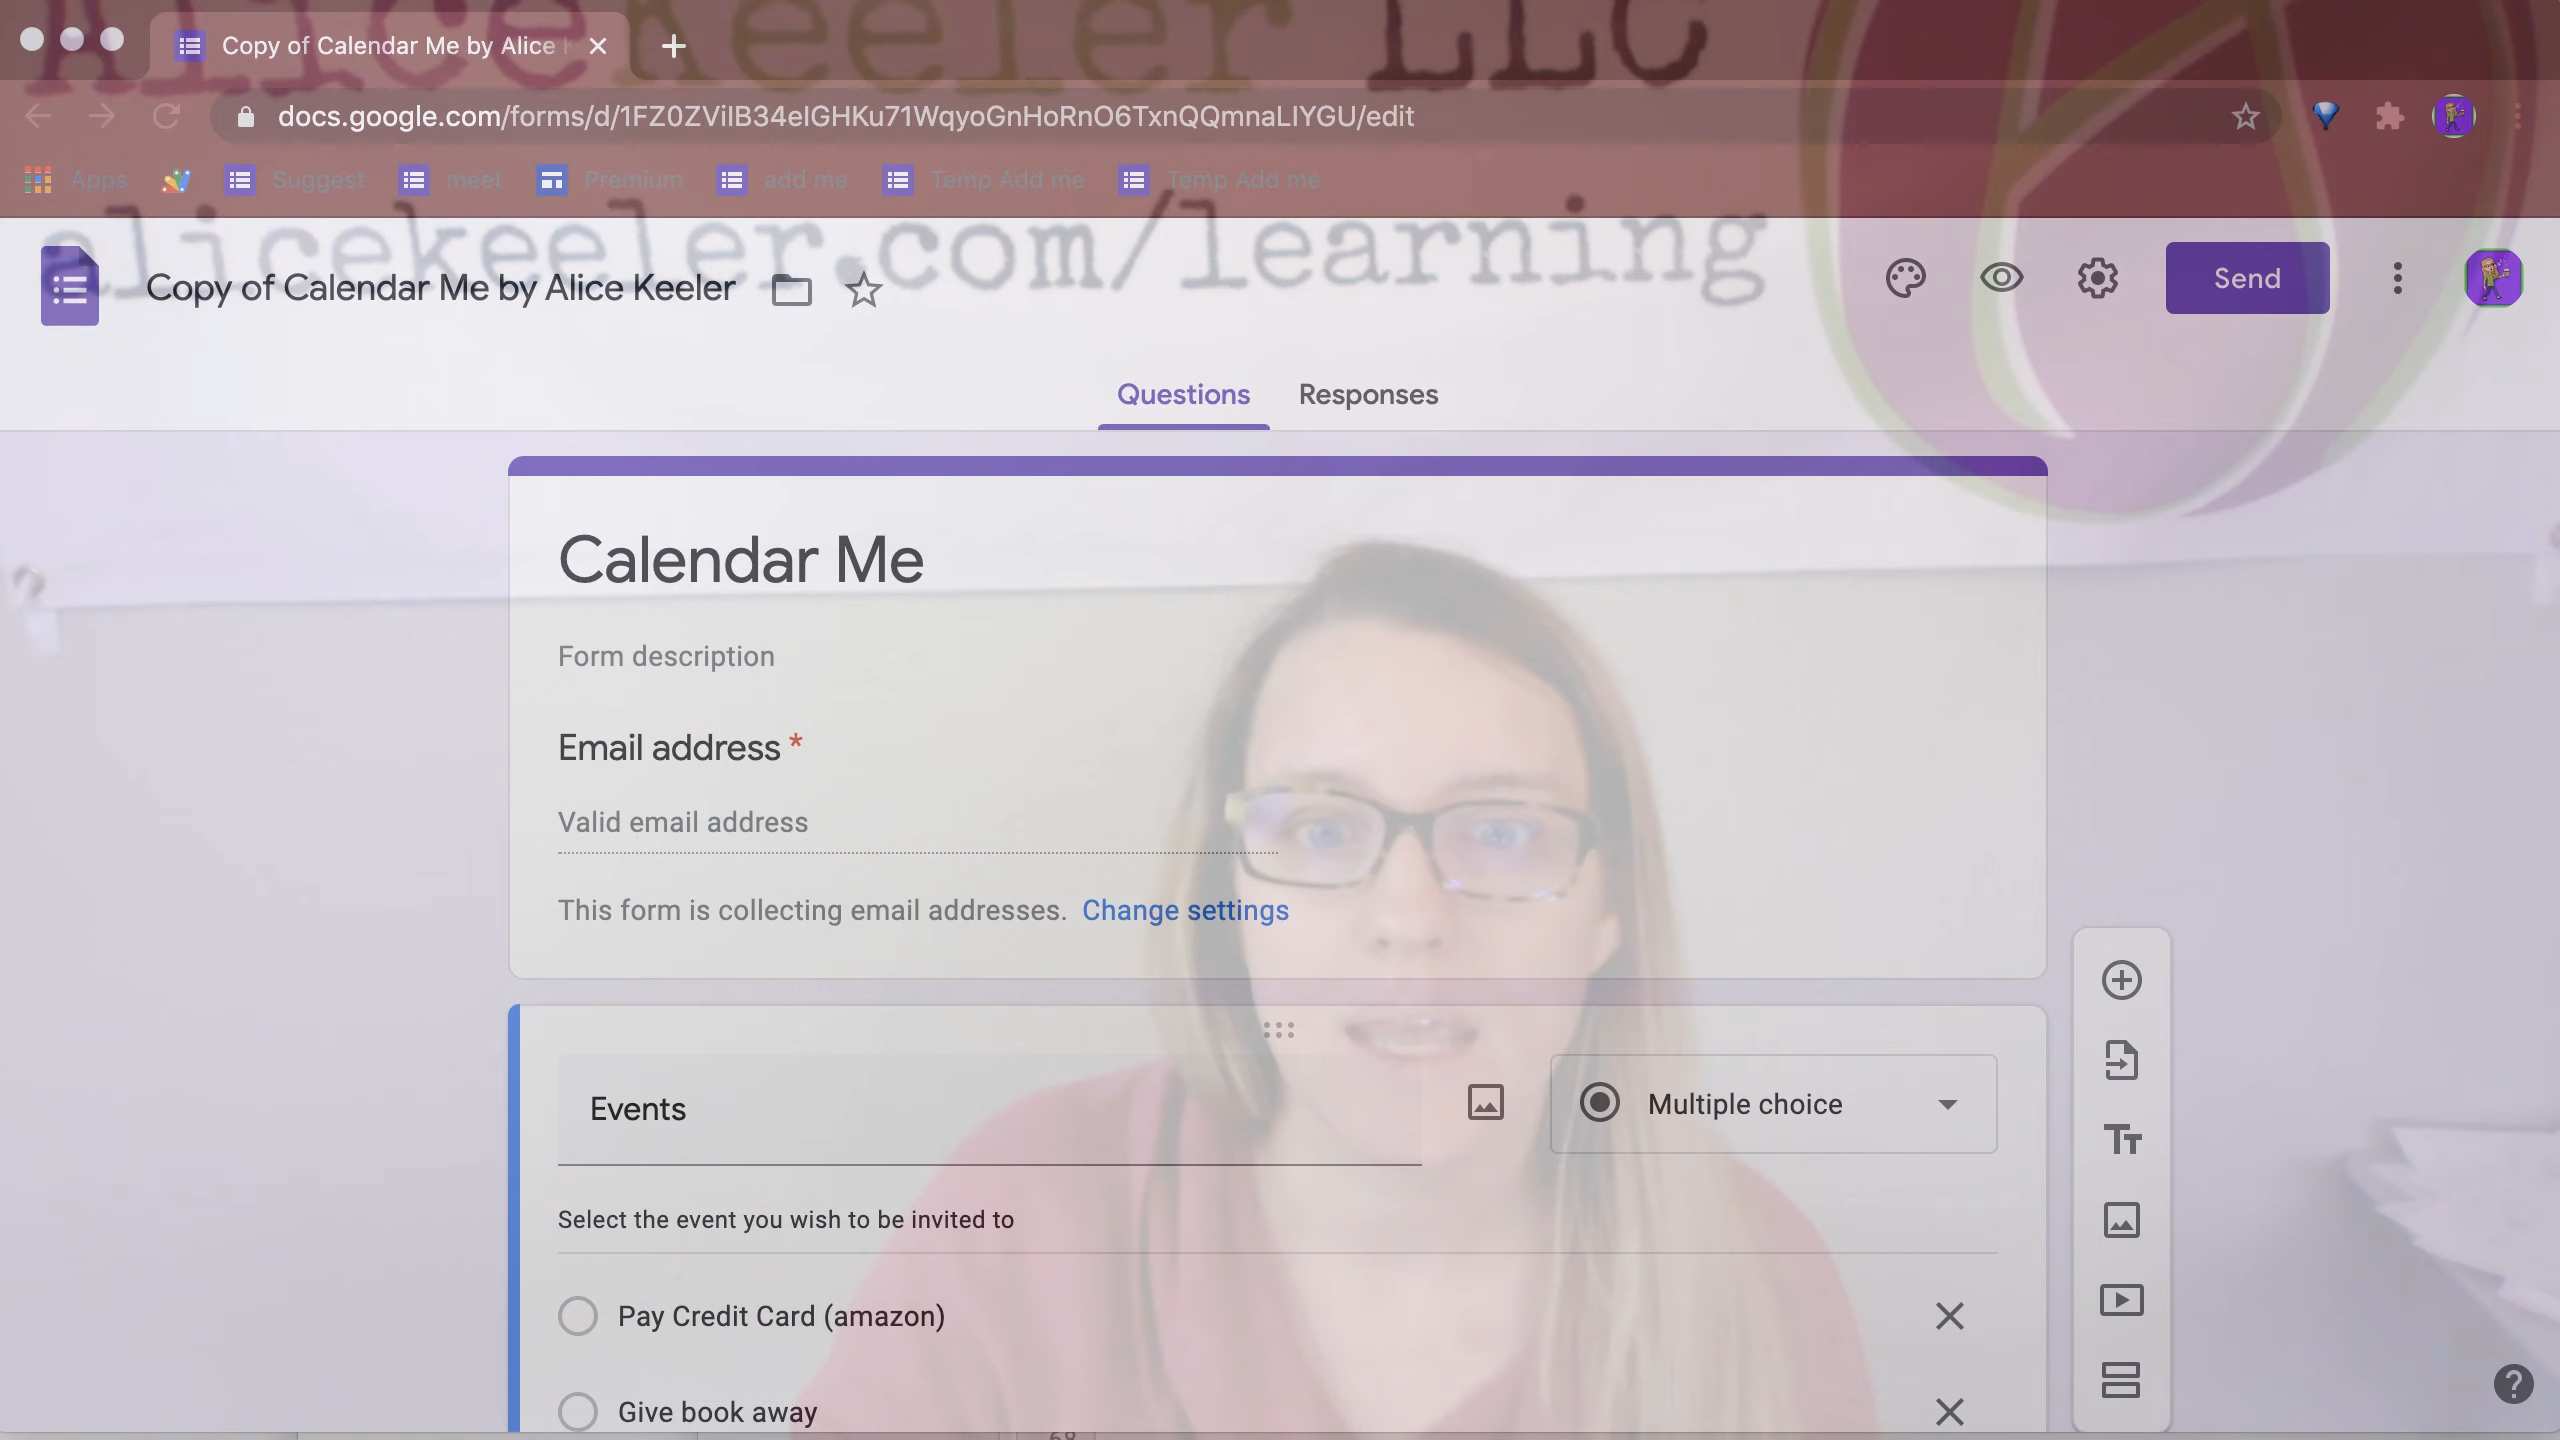 AliceKeeler LLC
Copy of Calendar Me by Alice
docs.google.com/forms/d/1FZ0ZViIB34eIGHKu71WqyoGnHoRnO6TxnQQmnaLIYGU/edit
Apps Suggest meet Premium add me Temp Add me Temp Add me
alicekeeler.com/learning
Copy of Calendar Me by Alice Keeler
Send
Questions Responses
Calendar Me
Form description
Email address *
Valid email address
This form is collecting email addresses. Change settings
Events
Multiple choice
Select the event you wish to be invited to
Pay Credit Card (amazon)
Give book away